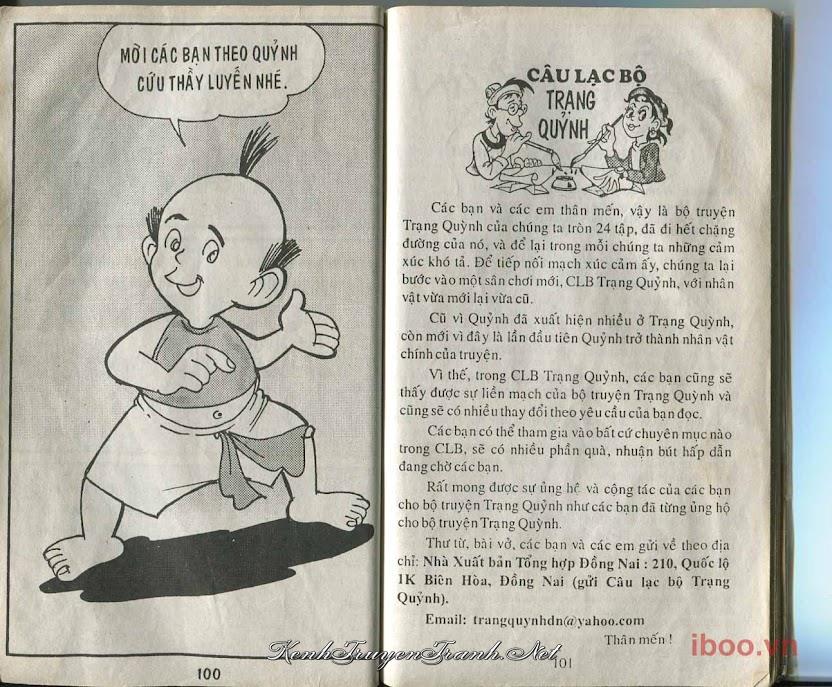 MỜI CÁC BẠN THEO QUỶNH
CỨU THẦY LUYẾN NHÉ.
100
CÂU LẠC BỘ
TRẠNG
QUỶNH
Các bạn và các em thân mến, vậy là bộ truyện
Trạng Quỳnh của chúng ta tròn 24 tập, đã đi hết chặng
đường của nó, và để lại trong mỗi chúng ta những cảm
xúc khó tả. Để tiếp nối mạch xúc cảm ấy, chúng ta lại
bước vào một sân chơi mới, CLB Trạng Quỷnh, với nhân
vật vừa mới lại vừa cũ.
Cũ vì Quỷnh đã xuất hiện nhiều ở Trạng Quỳnh,
còn mới vì đây là lần đầu tiên Quỷnh trở thành nhân vật
chính của truyện.
Vì thế, trong CLB Trạng Quỷnh, các bạn cũng sẽ
thấy được sự liền mạch của bộ truyện Trạng Quỳnh và
cũng sẽ có nhiều thay đổi theo yêu cầu của bạn đọc.
Các bạn có thể tham gia vào bất cứ chuyên mục nào
trong CLB, sẽ có nhiều phần quà, nhuận bút hấp dẫn
đang chờ các bạn.
Rất mong được sự ủng hộ và cộng tác của các bạn
cho bộ truyện Trạng Quỷnh như các bạn đã từng ủng hộ
cho bộ truyện Trạng Quỳnh.
Thư từ, bài vở, các bạn và các em gửi về theo địa
chỉ: Nhà Xuất bản Tổng hợp Đồng Nai : 210, Quốc lộ
1K Biên Hòa, Đồng Nai (gửi Câu lạc bộ Trạng
Quỷnh).
Email: trangquynhdn@yahoo.com
Thân mến !
101
KenhTruyenTranh.Net
iboo.vn